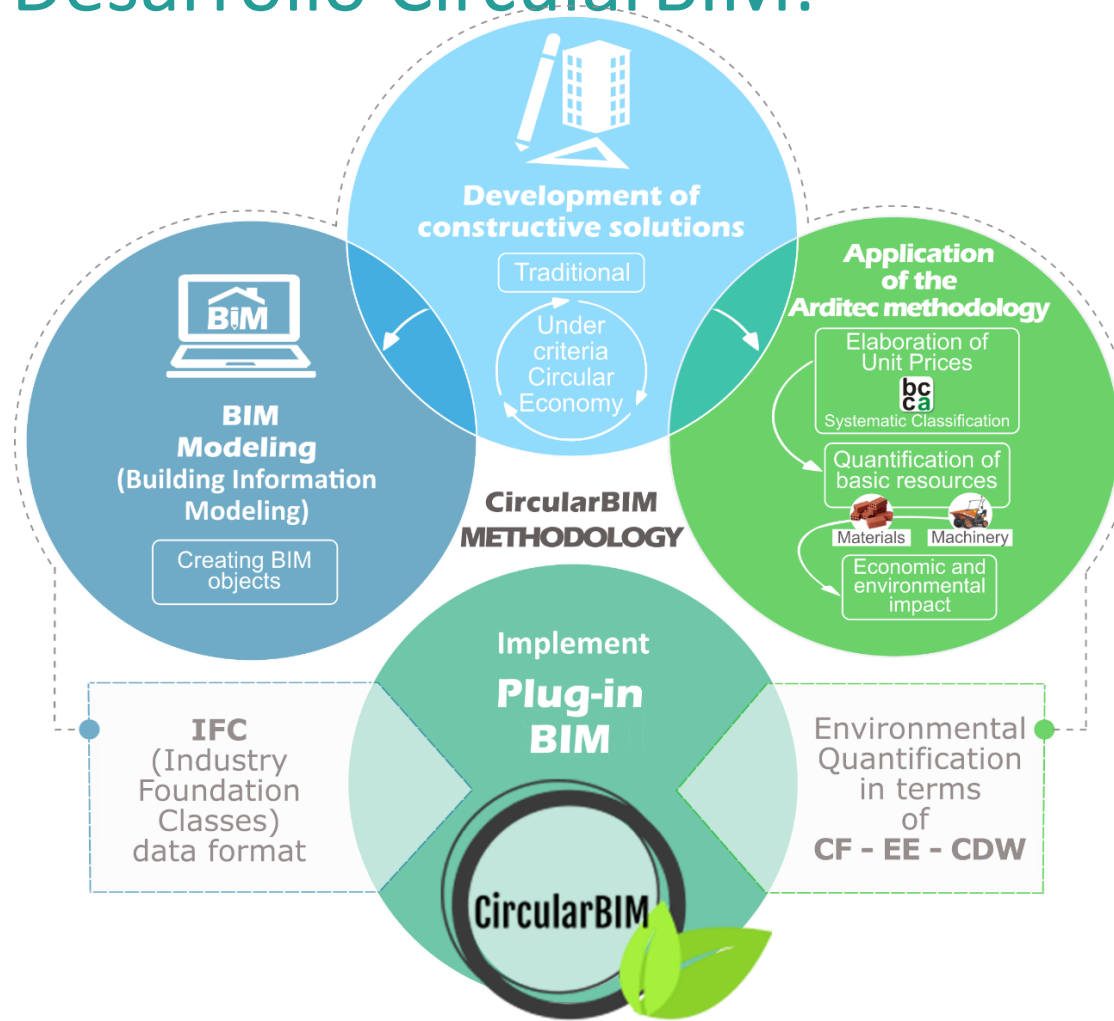 Desarrollo CircularBIM:
Development of
constructive solutions
Traditional
Under
criteria
Circular
Economy
BIM
BIM
Modeling
(Building Information
Modeling)
Creating BIM
objects
Application
of the
Arditec methodology
Elaboration of
Unit Prices
bc
ca
Systematic Classification
Quantification of
basic resources
Materials
Machinery
Economic and
environmental
impact
CircularBIM
METHODOLOGY
Implement
Plug-in
BIM
IFC
(Industry
Foundation
Classes)
data format
Environmental
Quantification
in terms
of
CF - EE - CDW
CircularBIM